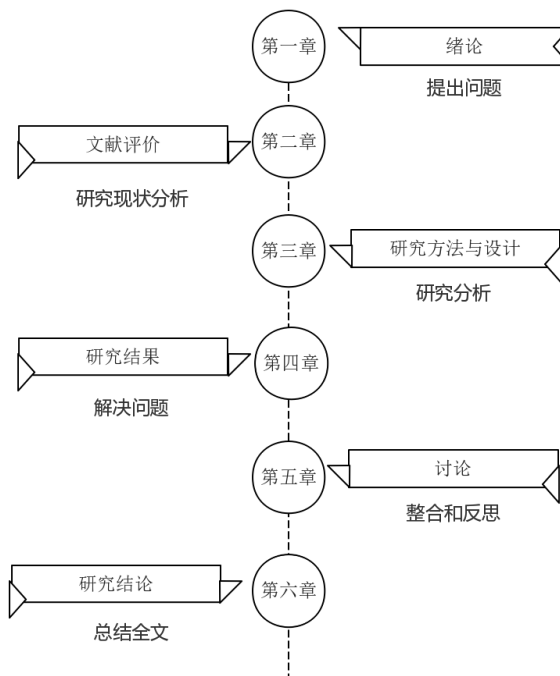 第一章
绪论
提出问题
第二章
文献评价
研究现状分析
第三章
研究方法与设计
研究分析
第四章
研究结果
解决问题
第五章
讨论
整合和反思
第六章
研究结论
总结全文